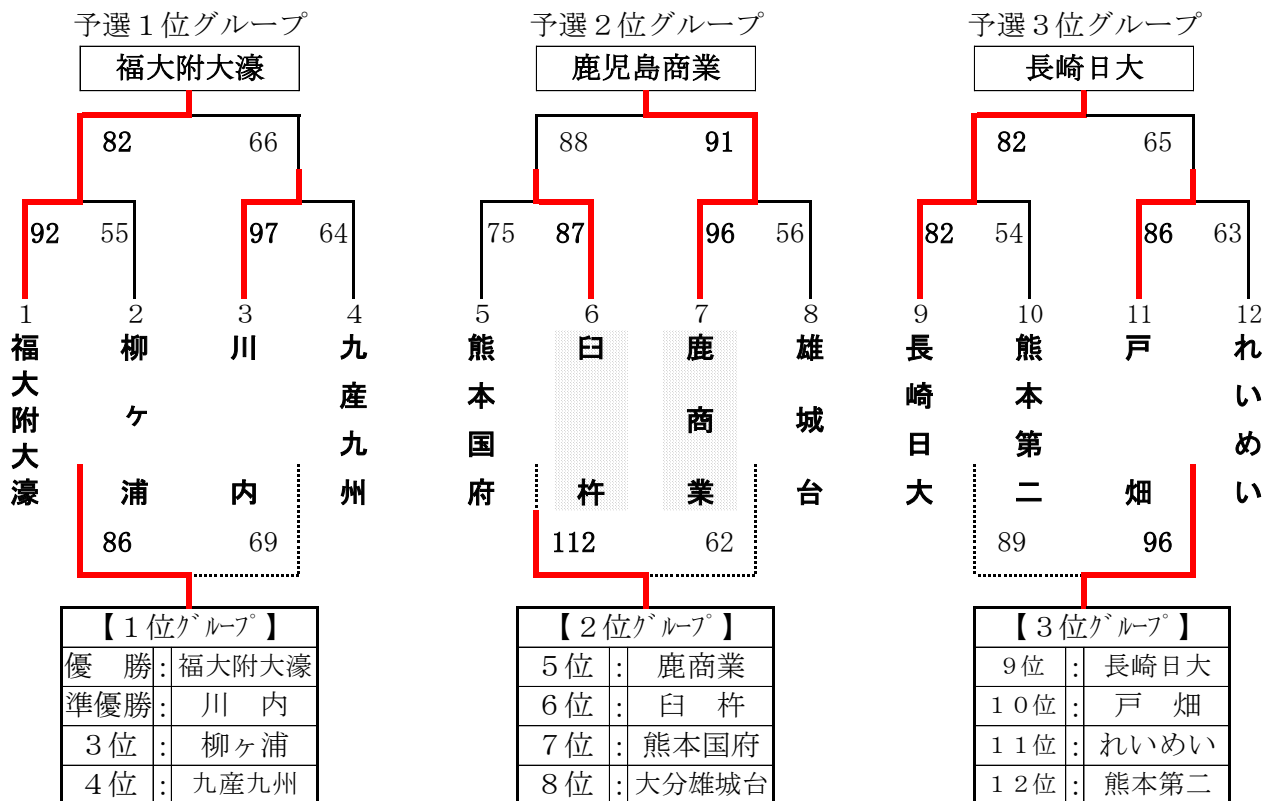 予選１位グループ
福大附大濠
82 66
92 55 97 64
1 2 3 4
福大附大濠
柳ヶ浦
川内
九産九州
86 69
【１位グループ】
優　勝：福大附大濠
準優勝：川　内
３位：柳ヶ浦
４位：九産九州
予選２位グループ
鹿児島商業
88 91
75 87 96 56
5 6 7 8
熊本国府
臼杵
鹿商業
雄城台
112 62
【２位グループ】
５位：鹿商業
６位：臼　杵
７位：熊本国府
８位：大分雄城台
予選３位グループ
長崎日大
82 65
82 54 86 63
9 10 11 12
長崎日大
熊本第二
戸畑
れいめい
89 96
【３位グループ】
9位：長崎日大
１０位：戸　畑
１１位：れいめい
１２位：熊本第二